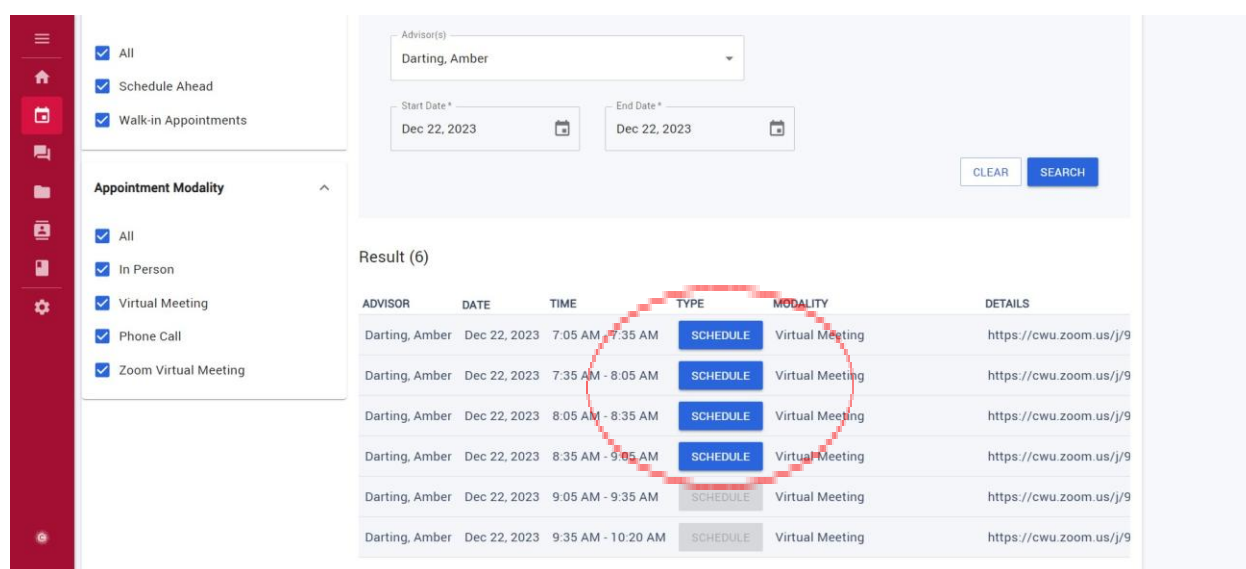 All
Schedule Ahead
Walk-in Appointments
Appointment Modality
All
In Person
Virtual Meeting
Phone Call
Zoom Virtual Meeting
Advisor(s)
Darting, Amber
Start Date *
Dec 22, 2023
End Date *
Dec 22, 2023
CLEAR SEARCH
Result (6)
ADVISOR DATE TIME TYPE MODALITY DETAILS
Darting, Amber Dec 22, 2023 7:05 AM - 7:35 AM SCHEDULE Virtual Meeting https://cwu.zoom.us/j/9
Darting, Amber Dec 22, 2023 7:35 AM - 8:05 AM SCHEDULE Virtual Meeting https://cwu.zoom.us/j/9
Darting, Amber Dec 22, 2023 8:05 AM - 8:35 AM SCHEDULE Virtual Meeting https://cwu.zoom.us/j/9
Darting, Amber Dec 22, 2023 8:35 AM - 9:05 AM SCHEDULE Virtual Meeting https://cwu.zoom.us/j/9
Darting, Amber Dec 22, 2023 9:05 AM - 9:35 AM SCHEDULE Virtual Meeting https://cwu.zoom.us/j/9
Darting, Amber Dec 22, 2023 9:35 AM - 10:20 AM SCHEDULE Virtual Meeting https://cwu.zoom.us/j/9